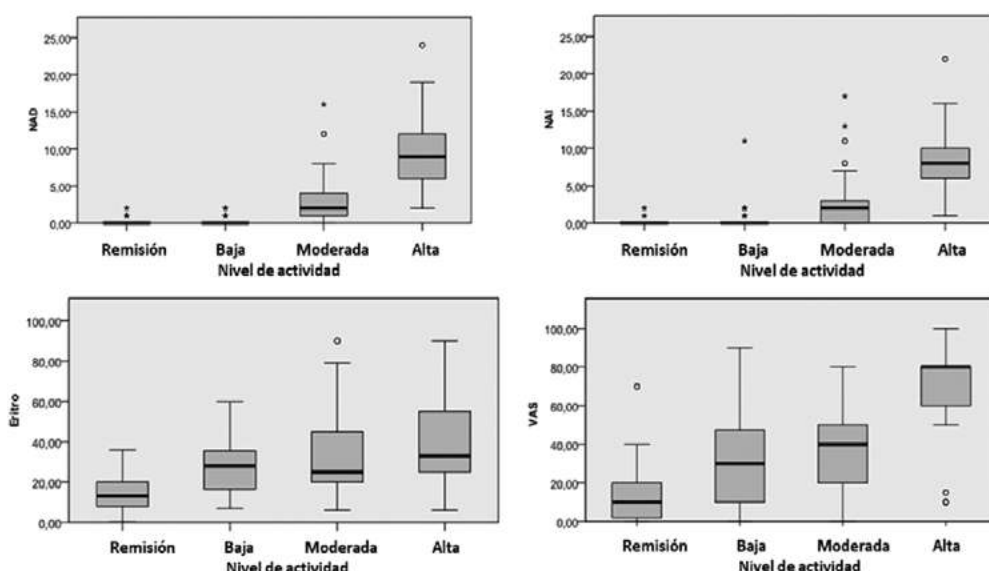 NAD
25,00
20,00
15,00
10,00
5,00
0,00
Remisión Baja Moderada Alta
Nivel de actividad
NAI
25,00
20,00
15,00
10,00
5,00
0,00
Remisión Baja Moderada Alta
Nivel de actividad
Eritro
100,00
80,00
60,00
40,00
20,00
0,00
Remisión Baja Moderada Alta
Nivel de actividad
VAS
100,00
80,00
60,00
40,00
20,00
0,00
Remisión Baja Moderada Alta
Nivel de actividad